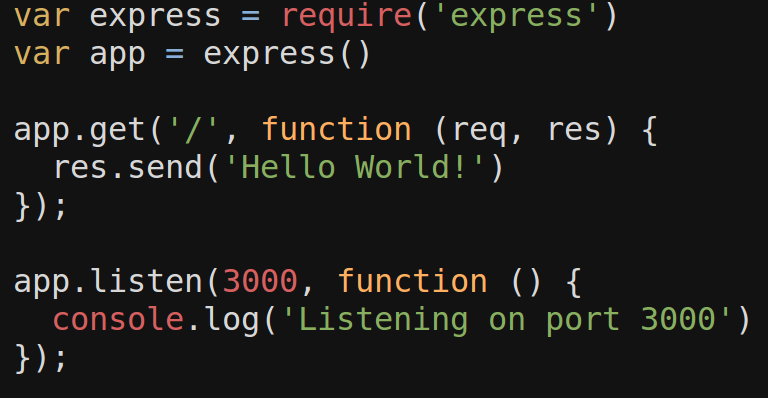 var express = require('express')
var app = express()

app.get('/', function (req, res) {
  res.send('Hello World!')
});

app.listen(3000, function () {
  console.log('Listening on port 3000')
});